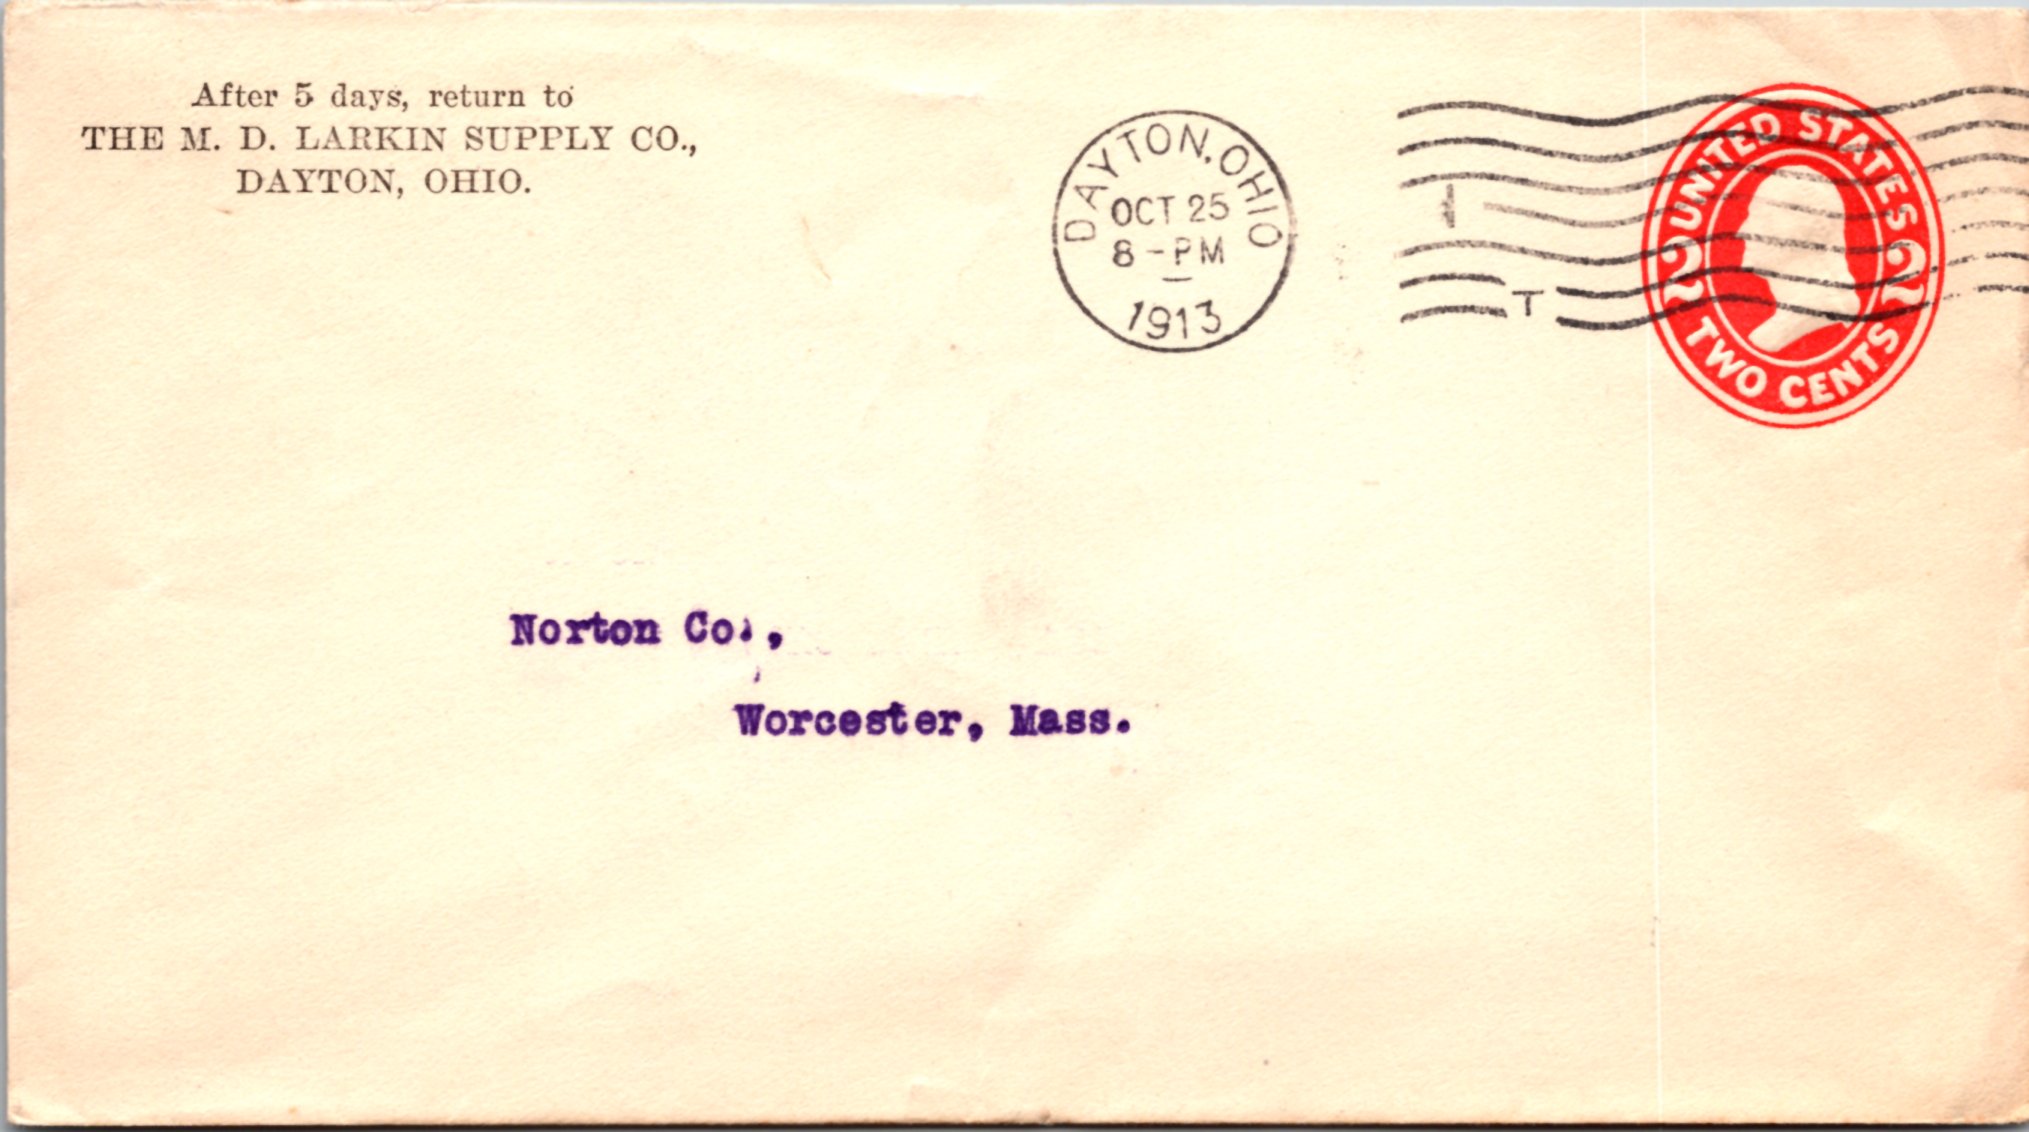 After 5 days, return to
THE M. D. LARKIN SUPPLY CO.,
DAYTON, OHIO.
DAYTON, OHIO
OCT 25
8 - PM
1913
1
T
UNITED STATES
2 2
TWO CENTS
Norton Co.,
Worcester, Mass.